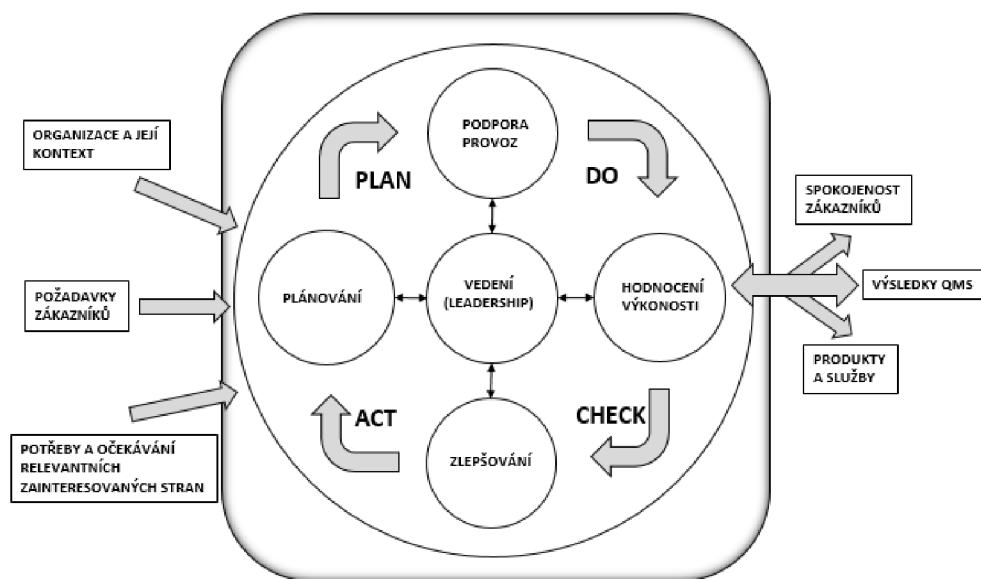 ORGANIZACE A JEJÍ
KONTEXT
POŽADAVKY
ZÁKAZNÍKŮ
POTŘEBY A OČEKÁVÁNÍ
RELEVANTNÍCH
ZAINTERESOVANÝCH STRAN
PODPORA
PROVOZ
PLAN
DO
PLÁNOVÁNÍ
VEDENÍ
(LEADERSHIP)
HODNOCENÍ
VÝKONOSTI
ACT
CHECK
ZLEPŠOVÁNÍ
SPOKOJENOST
ZÁKAZNÍKŮ
VÝSLEDKY QMS
PRODUKTY
A SLUŽBY